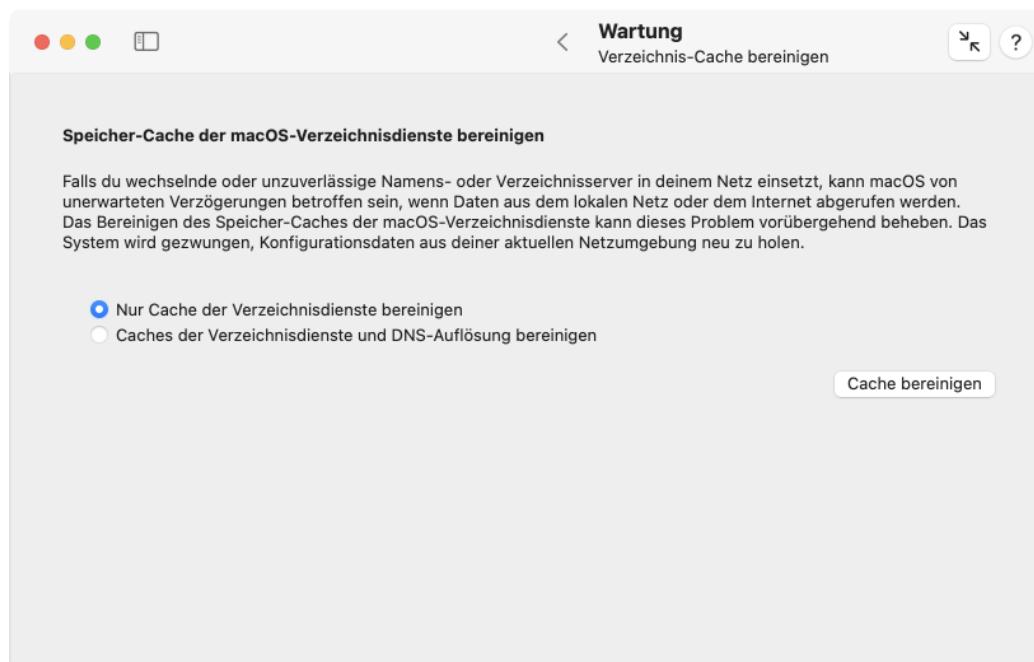 Wartung
Verzeichnis-Cache bereinigen
?
Speicher-Cache der macOS-Verzeichnisdienste bereinigen
Falls du wechselnde oder unzuverlässige Namens- oder Verzeichnisserver in deinem Netz einsetzt, kann macOS von
unerwarteten Verzögerungen betroffen sein, wenn Daten aus dem lokalen Netz oder dem Internet abgerufen werden.
Das Bereinigen des Speicher-Caches der macOS-Verzeichnisdienste kann dieses Problem vorübergehend beheben. Das
System wird gezwungen, Konfigurationsdaten aus deiner aktuellen Netzumgebung neu zu holen.
Nur Cache der Verzeichnisdienste bereinigen
Caches der Verzeichnisdienste und DNS-Auflösung bereinigen
Cache bereinigen